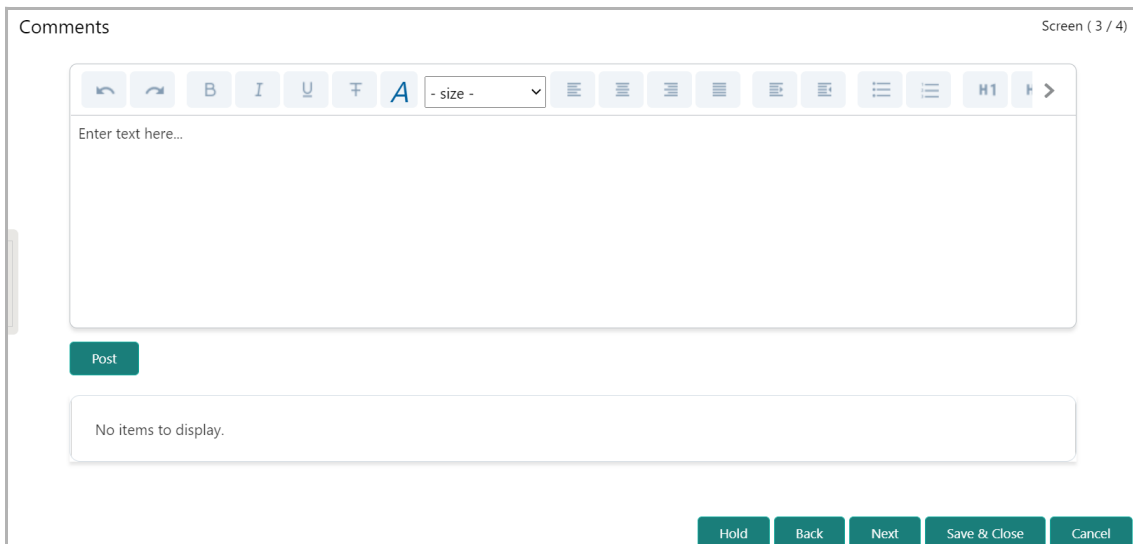 Comments Screen ( 3 / 4)
B I U T A - size - H1 H
Enter text here...
Post
No items to display.
Hold Back Next Save & Close Cancel